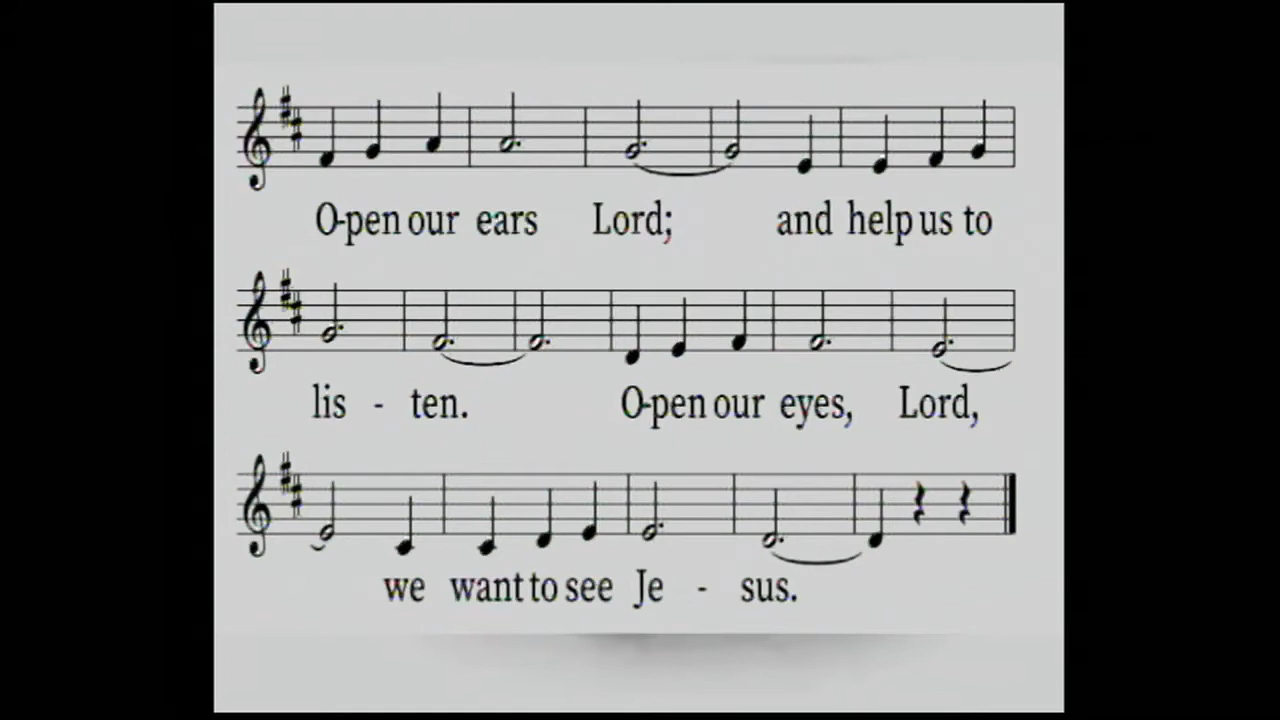 O-pen our ears Lord; and help us to
lis - ten. O-pen our eyes, Lord,
we want to see Je - sus.